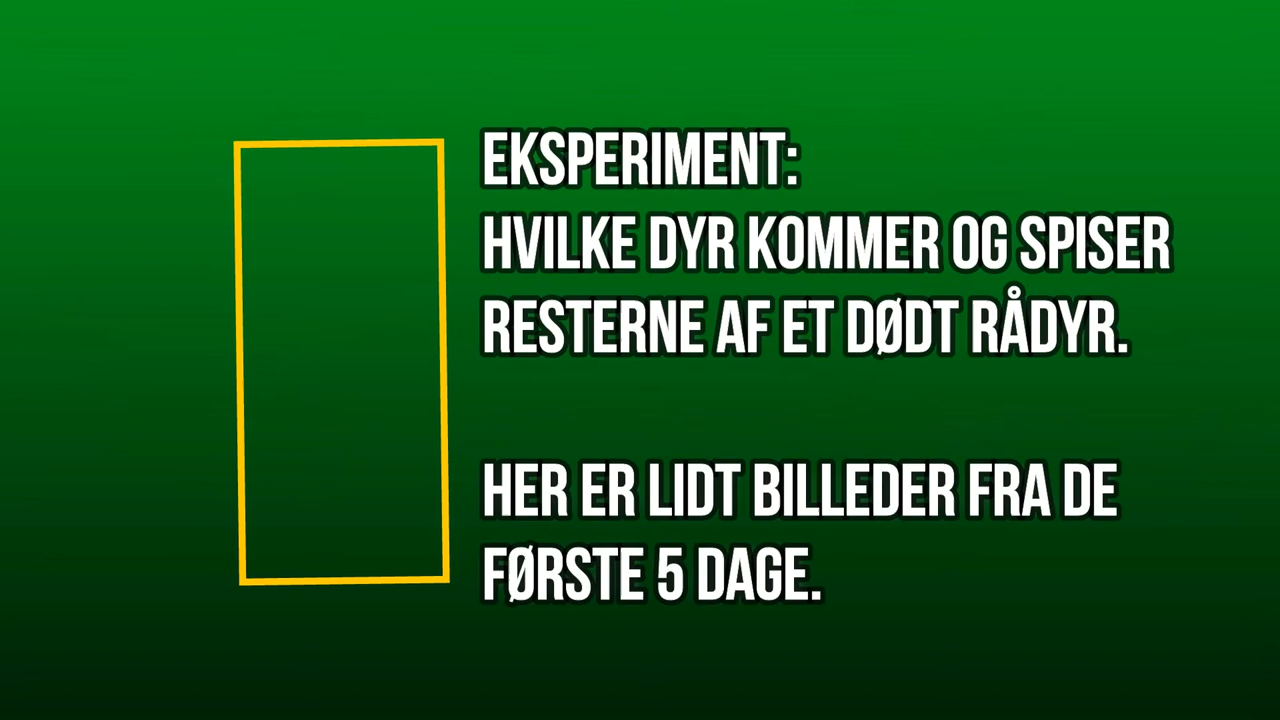 EKSPERIMENT:
HVILKE DYR KOMMER OG SPISER
RESTERNE AF ET DØDT RÅDYR.
HER ER LIDT BILLEDER FRA DE
FØRSTE 5 DAGE.